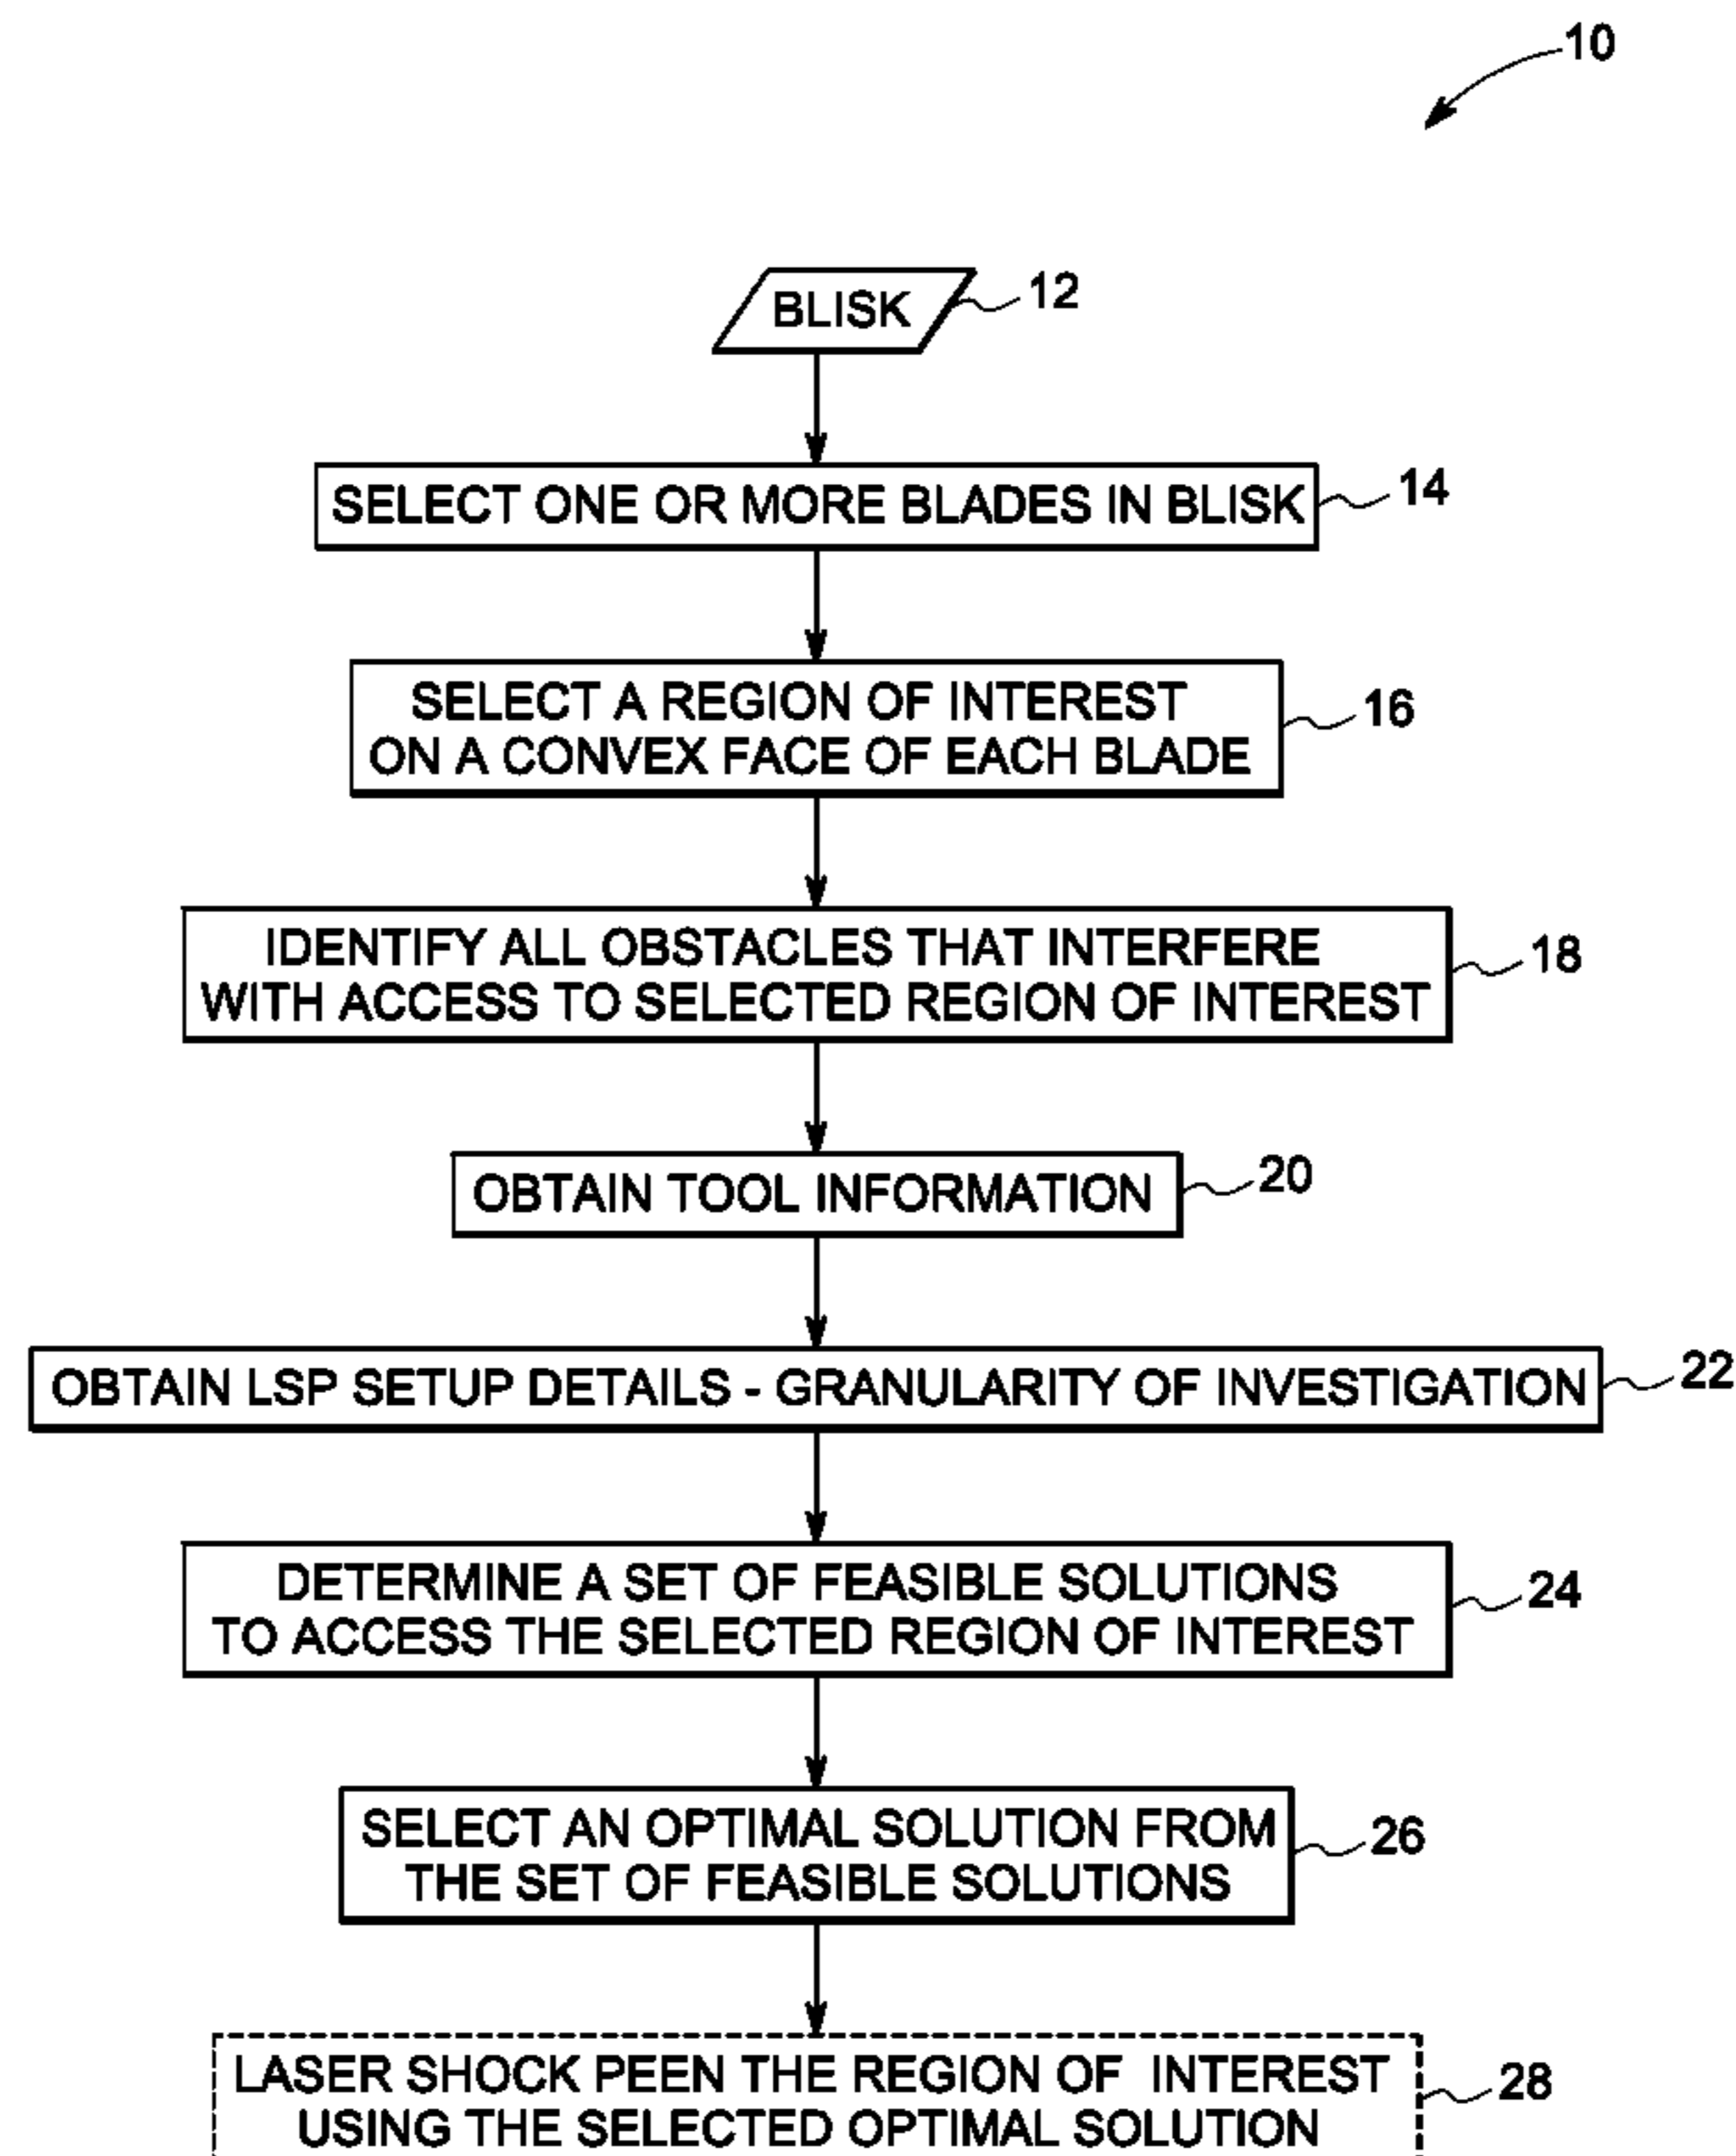 10
BLISK
12
SELECT ONE OR MORE BLADES IN BLISK
14
SELECT A REGION OF INTEREST
ON A CONVEX FACE OF EACH BLADE
16
IDENTIFY ALL OBSTACLES THAT INTERFERE
WITH ACCESS TO SELECTED REGION OF INTEREST
18
OBTAIN TOOL INFORMATION
20
OBTAIN LSP SETUP DETAILS - GRANULARITY OF INVESTIGATION
22
DETERMINE A SET OF FEASIBLE SOLUTIONS
TO ACCESS THE SELECTED REGION OF INTEREST
24
SELECT AN OPTIMAL SOLUTION FROM
THE SET OF FEASIBLE SOLUTIONS
26
LASER SHOCK PEEN THE REGION OF INTEREST
USING THE SELECTED OPTIMAL SOLUTION
28